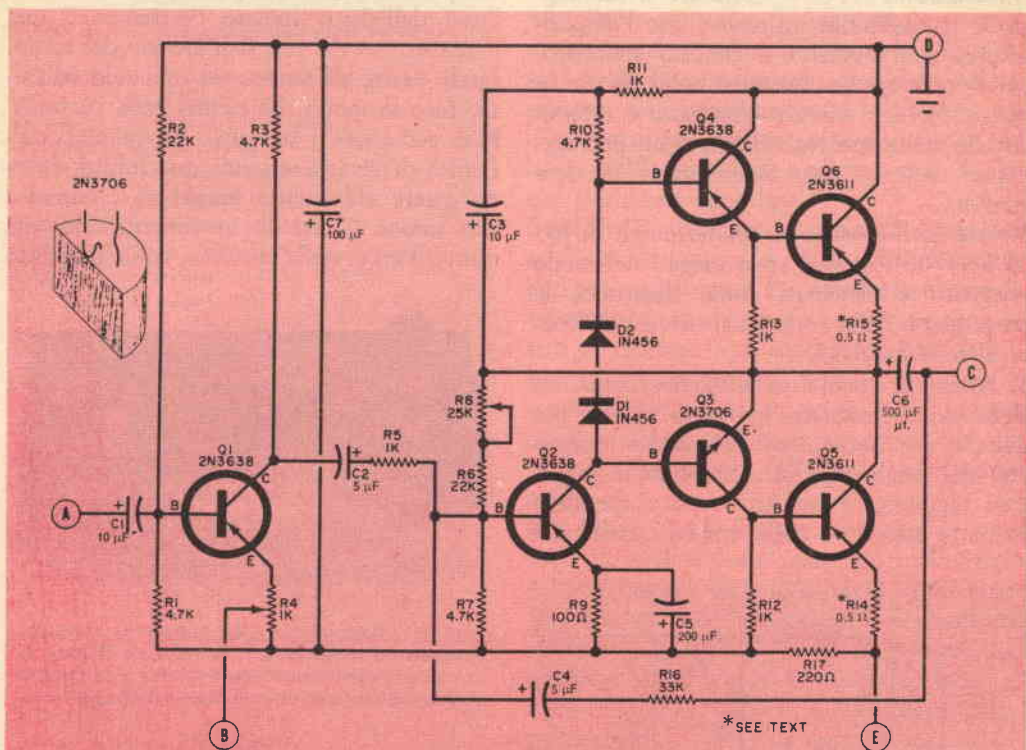 D
R11
1K
Q4
2N3638
R2
22K
R3
4.7K
R10
4.7K
C
Q6
2N3611
2N3706
B
C
+ C7
100 µF
+ C3
10 µF
E
B
E
D2
1N456
R13
1K
*R15
0.5 Ω
+
C
R8
25K
D1
1N456
Q3
2N3706
C6
500 µF
µf.
Q1
2N3638
C2
5 µF
+
R5
1K
E.
R6
22K
Q2
2N3638
Q5
2N3611
C
C
B
A
+
C1
10 µF
B
B
C
B
C
E
E
E
R1
4.7K
R4
1K
R7
4.7K
R9
100Ω
+ C5
200 µF
R12
1K
*R14
0.5 Ω
R17
220Ω
C4
+
5 µF
R16
33K
B
*SEE TEXT
E